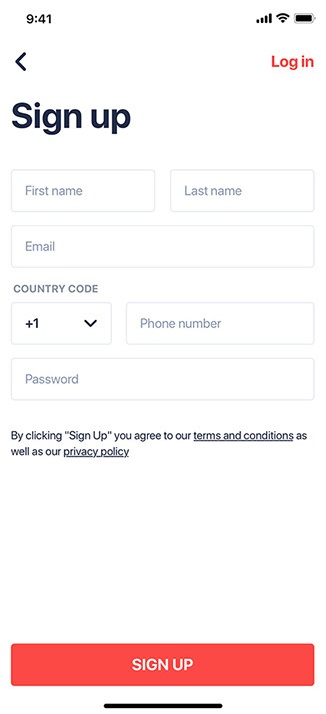 9:41
Log in
Sign up
First name
Last name
Email
COUNTRY CODE
+1
Phone number
Password
By clicking "Sign Up" you agree to our terms and conditions as
well as our privacy policy
SIGN UP